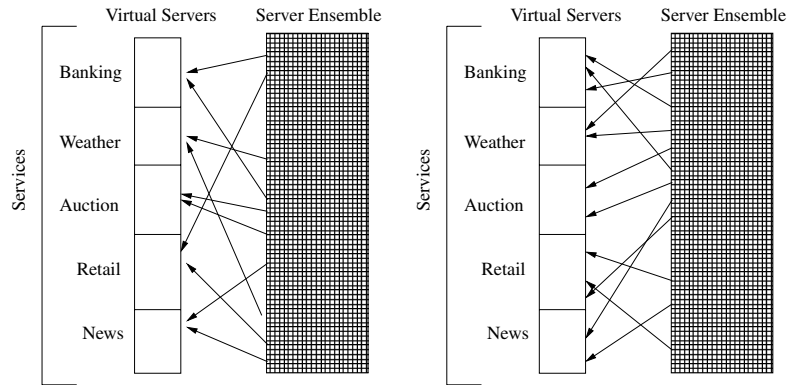 Virtual Servers
Server Ensemble
Services
Banking
Weather
Auction
Retail
News
Virtual Servers
Server Ensemble
Services
Banking
Weather
Auction
Retail
News